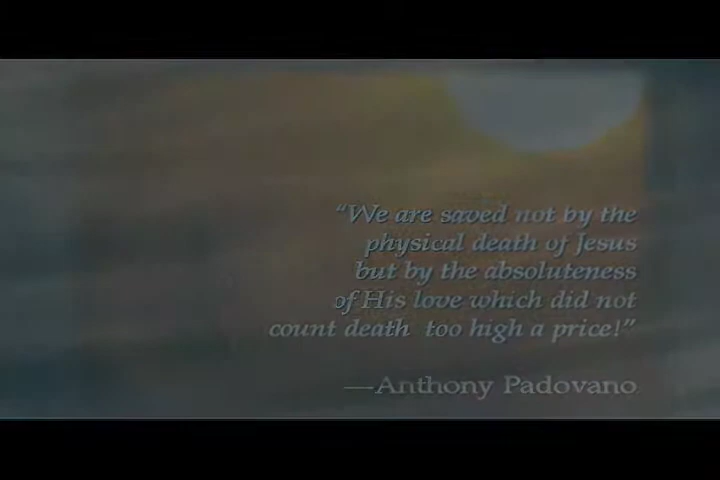 “We are saved not by the
physical death of Jesus
but by the absoluteness
of His love which did not
count death too high a price!”
—Anthony Padovano